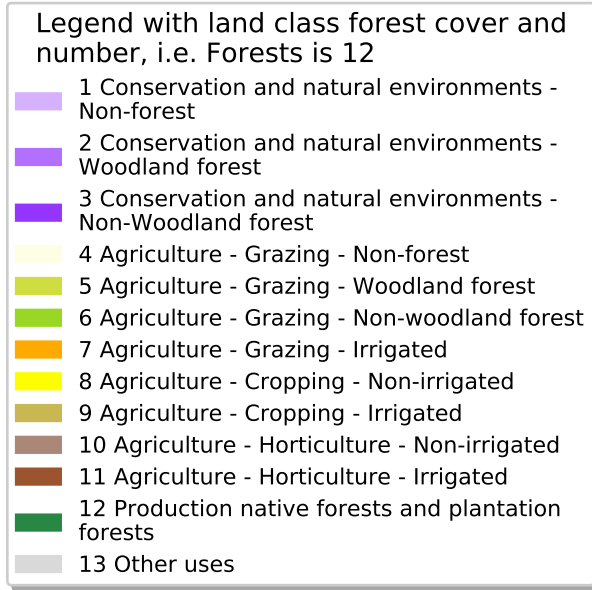 Legend with land class forest cover and
number, i.e. Forests is 12
1 Conservation and natural environments -
Non-forest
2 Conservation and natural environments -
Woodland forest
3 Conservation and natural environments -
Non-Woodland forest
4 Agriculture - Grazing - Non-forest
5 Agriculture - Grazing - Woodland forest
6 Agriculture - Grazing - Non-woodland forest
7 Agriculture - Grazing - Irrigated
8 Agriculture - Cropping - Non-irrigated
9 Agriculture - Cropping - Irrigated
10 Agriculture - Horticulture - Non-irrigated
11 Agriculture - Horticulture - Irrigated
12 Production native forests and plantation
forests
13 Other uses